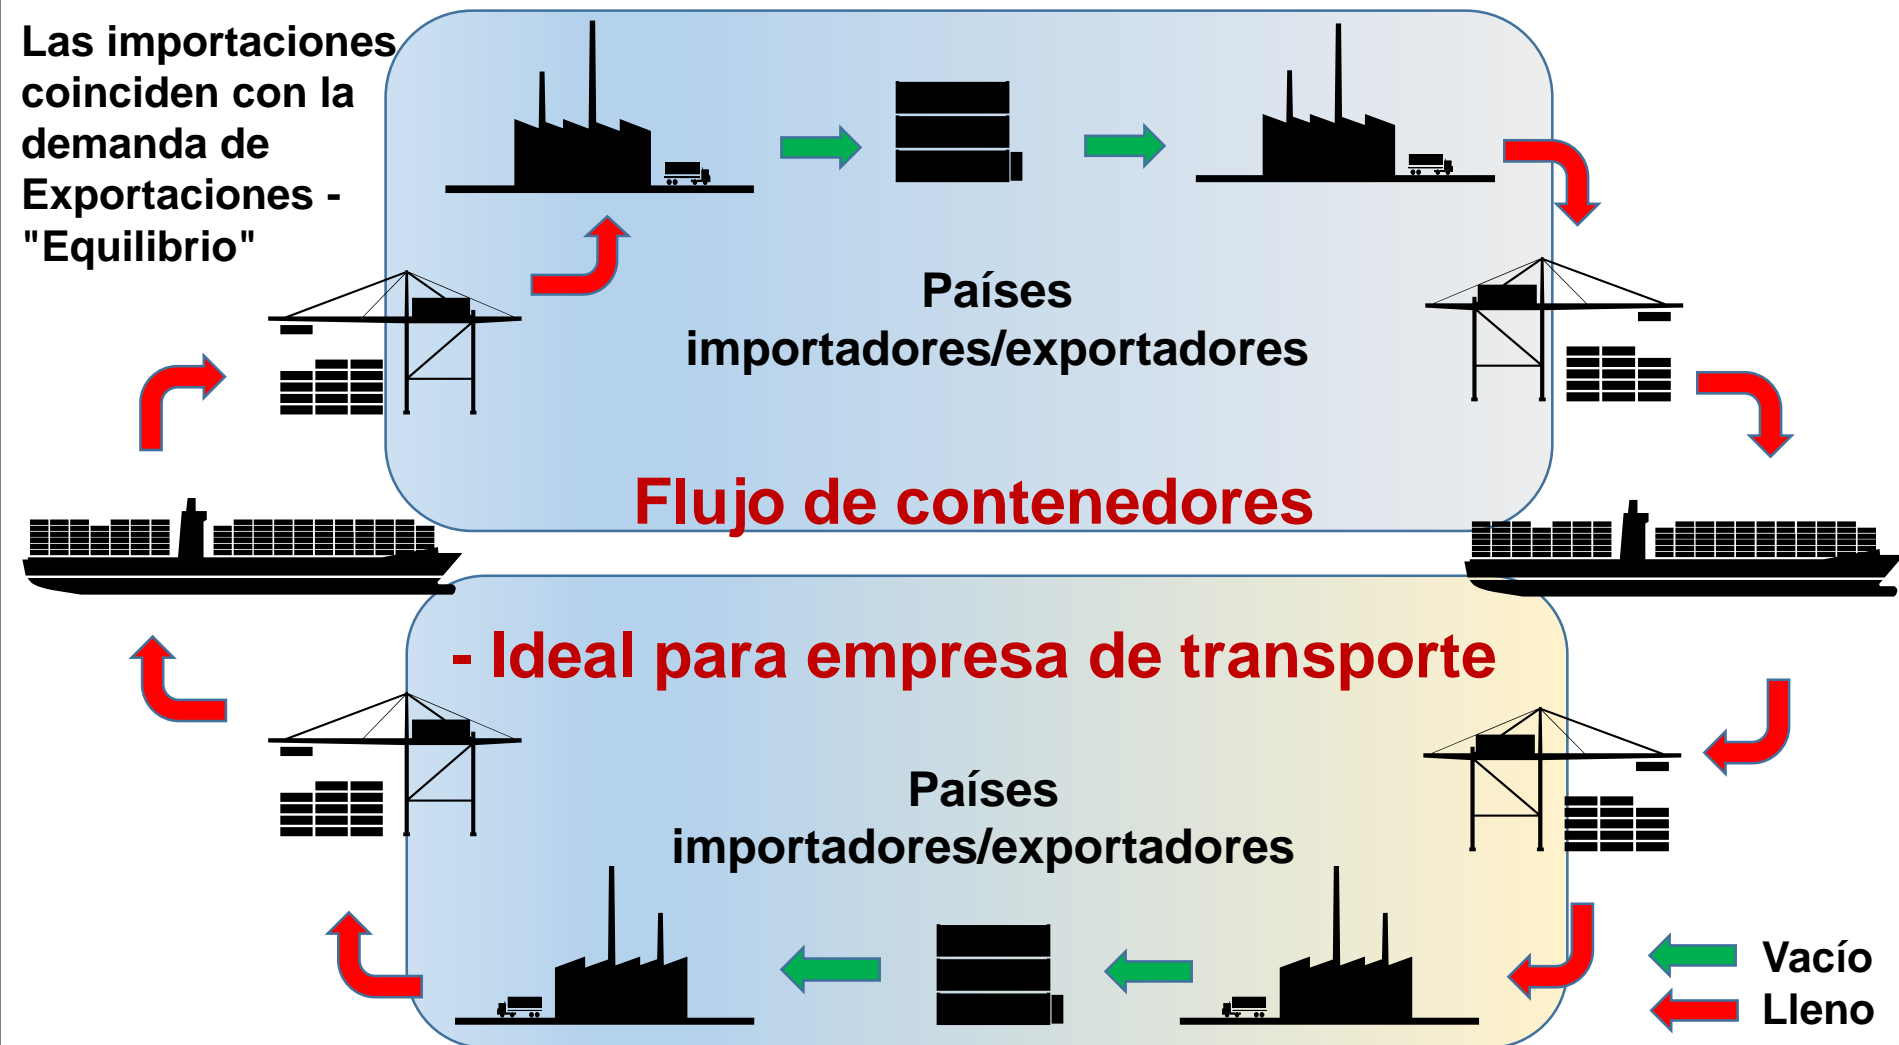 Las importaciones
coinciden con la
demanda de
Exportaciones -
"Equilibrio"
Países
importadores/exportadores
Flujo de contenedores
- Ideal para empresa de transporte
Países
importadores/exportadores
Vacío
Lleno